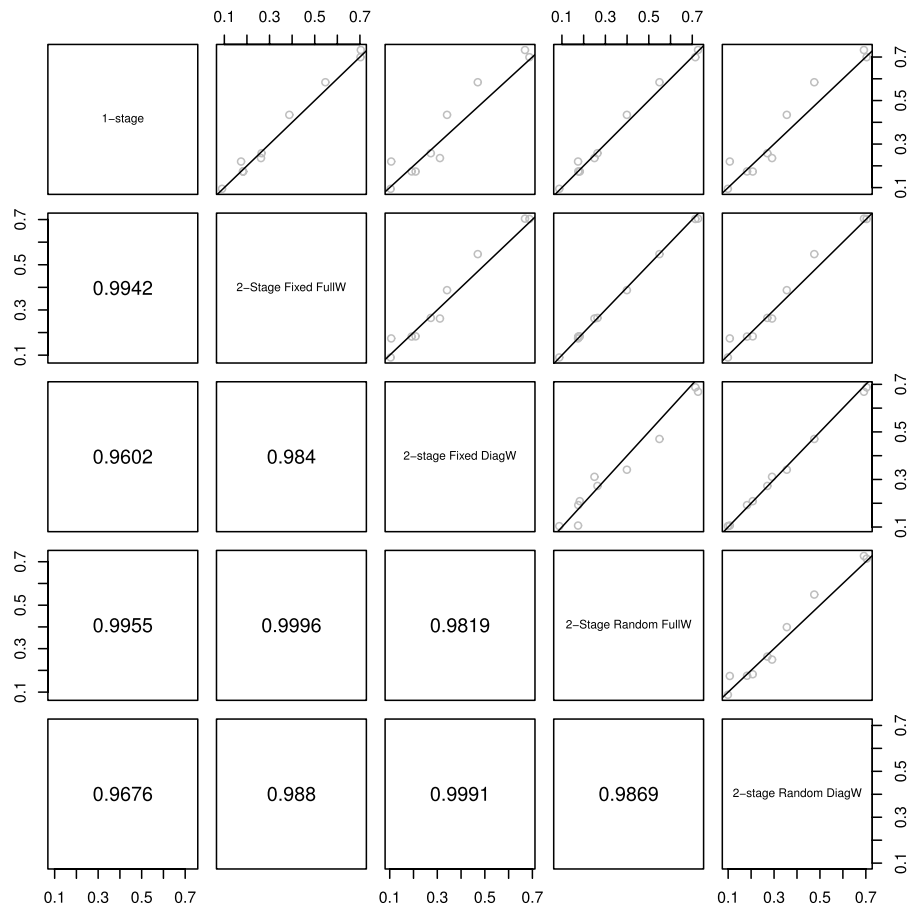 0.1 0.3 0.5 0.7 0.1 0.3 0.5 0.7
1−stage
0.1 0.3 0.5 0.7
0.1 0.3 0.5 0.7
0.9942
2−Stage Fixed FullW
0.9602
0.984
2−stage Fixed DiagW
0.1 0.3 0.5 0.7
0.1 0.3 0.5 0.7
0.9955
0.9996
0.9819
2−Stage Random FullW
0.9676
0.988
0.9991
0.9869
2−stage Random DiagW
0.1 0.3 0.5 0.7
0.1 0.3 0.5 0.7 0.1 0.3 0.5 0.7 0.1 0.3 0.5 0.7